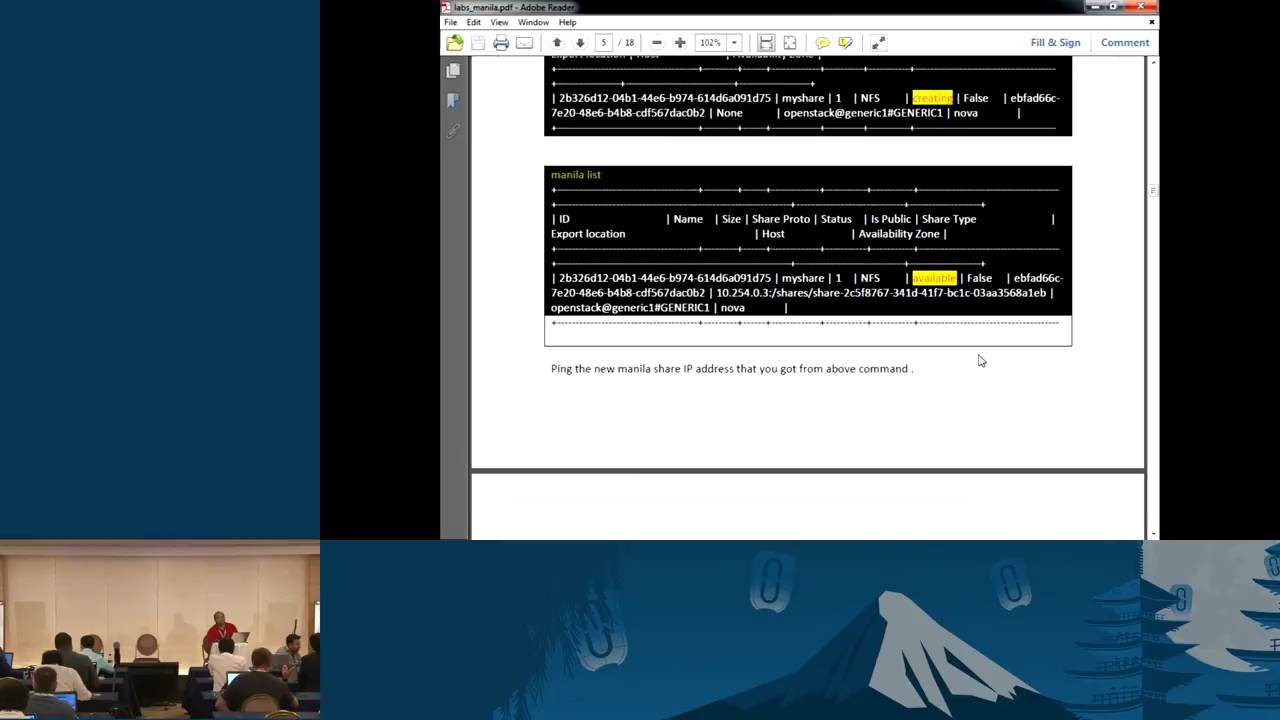 labs_manila.pdf - Adobe Reader
File Edit View Window Help
5 / 18 102% Fill & Sign Comment
Export location | Host | Availability Zone |
| 2b326d12-04b1-44e6-b974-614d6a091d75 | myshare | 1 | NFS | creating | False | ebfad66c-
7e20-48e6-b4b8-cdf567dac0b2 | None | openstack@generic1#GENERIC1 | nova |
manila list
| ID | Name | Size | Share Proto | Status | Is Public | Share Type |
Export location | Host | Availability Zone |
| 2b326d12-04b1-44e6-b974-614d6a091d75 | myshare | 1 | NFS | available | False | ebfad66c-
7e20-48e6-b4b8-cdf567dac0b2 | 10.254.0.3:/shares/share-2c5f8767-341d-41f7-bc1c-03aa3568a1eb |
openstack@generic1#GENERIC1 | nova |
Ping the new manila share IP address that you got from above command .